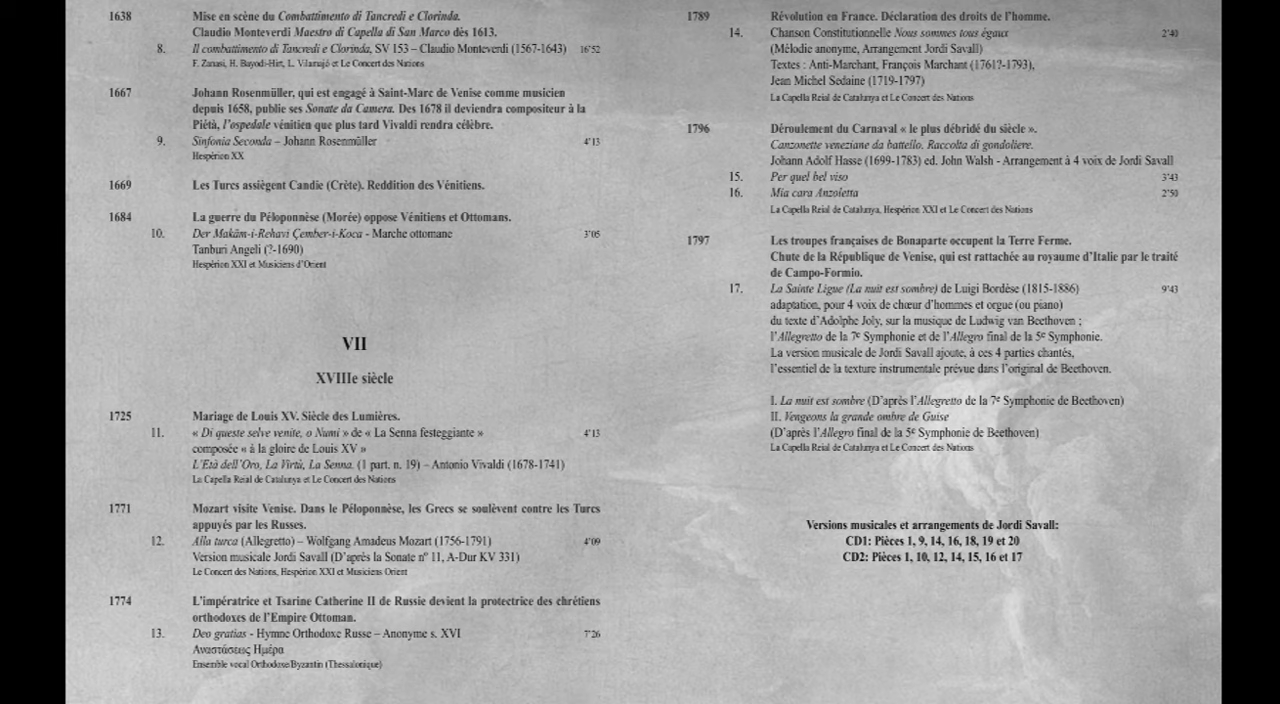 1638 Mise en scène du Combattimento di Tancredi e Clorinda.
Claudio Monteverdi Maestro di Capella di San Marco dès 1613.
8. Il combattimento di Tancredi e Clorinda, SV 153 – Claudio Monteverdi (1567-1643) 16'52
F. Zanasi, H. Bayodi-Hirt, L. Vilamajó et Le Concert des Nations
1667 Johann Rosenmüller, qui est engagé à Saint-Marc de Venise comme musicien
depuis 1658, publie ses Sonate da Camera. Des 1678 il deviendra compositeur à la
Piétà, l'ospedale vénitien que plus tard Vivaldi rendra célèbre.
9. Sinfonia Seconda – Johann Rosenmüller 4'13
Hespèrion XX
1669 Les Turcs assiègent Candie (Crète). Reddition des Vénitiens.
1684 La guerre du Péloponnèse (Morée) oppose Vénitiens et Ottomans.
10. Der Makām-i-Rehavi Çember-i-Koca - Marche ottomane 3'05
Tanburi Angeli (?-1690)
Hespèrion XXI et Musiciens d'Orient
VII
XVIIIe siècle
1725 Mariage de Louis XV. Siècle des Lumières.
11. « Di queste selve venite, o Numi » de « La Senna festeggiante » 4'13
composée « à la gloire de Louis XV »
L'Età dell'Oro, La Virtù, La Senna. (1 part. n. 19) – Antonio Vivaldi (1678-1741)
La Capella Reial de Catalunya et Le Concert des Nations
1771 Mozart visite Venise. Dans le Péloponnèse, les Grecs se soulèvent contre les Turcs
appuyés par les Russes.
12. Alla turca (Allegretto) – Wolfgang Amadeus Mozart (1756-1791) 4'09
Version musicale Jordi Savall (D'après la Sonate nº 11, A-Dur KV 331)
Le Concert des Nations, Hespèrion XXI et Musiciens Orient
1774 L'impératrice et Tsarine Catherine II de Russie devient la protectrice des chrétiens
orthodoxes de l'Empire Ottoman.
13. Deo gratias - Hymne Orthodoxe Russe – Anonyme s. XVI 7'26
Αναστάσεως Ημέρα
Ensemble vocal Orthodoxe/Byzantin (Thessalonique)
1789 Révolution en France. Déclaration des droits de l'homme.
14. Chanson Constitutionnelle Nous sommes tous égaux 2'40
(Mélodie anonyme, Arrangement Jordi Savall)
Textes : Anti-Marchant, François Marchant (1761?-1793),
Jean Michel Sedaine (1719-1797)
La Capella Reial de Catalunya et Le Concert des Nations
1796 Déroulement du Carnaval « le plus débridé du siècle ».
Canzonette veneziane da battello. Raccolta di gondoliere.
Johann Adolf Hasse (1699-1783) ed. John Walsh - Arrangement à 4 voix de Jordi Savall
15. Per quel bel viso 3'43
16. Mia cara Anzoletta 2'50
La Capella Reial de Catalunya, Hespèrion XXI et Le Concert des Nations
1797 Les troupes françaises de Bonaparte occupent la Terre Ferme.
Chute de la République de Venise, qui est rattachée au royaume d'Italie par le traité
de Campo-Formio.
17. La Sainte Ligue (La nuit est sombre) de Luigi Bordèse (1815-1886) 9'43
adaptation, pour 4 voix de chœur d'hommes et orgue (ou piano)
du texte d'Adolphe Joly, sur la musique de Ludwig van Beethoven ;
l'Allegretto de la 7e Symphonie et de l'Allegro final de la 5e Symphonie.
La version musicale de Jordi Savall ajoute, à ces 4 parties chantés,
l'essentiel de la texture instrumentale prévue dans l'original de Beethoven.
I. La nuit est sombre (D'après l'Allegretto de la 7e Symphonie de Beethoven)
II. Vengeons la grande ombre de Guise
(D'après l'Allegro final de la 5e Symphonie de Beethoven)
La Capella Reial de Catalunya et Le Concert des Nations
Versions musicales et arrangements de Jordi Savall:
CD1: Pièces 1, 9, 14, 16, 18, 19 et 20
CD2: Pièces 1, 10, 12, 14, 15, 16 et 17